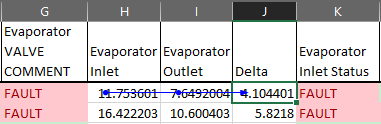 G H I J K
Evaporator VALVE COMMENT Evaporator Inlet Evaporator Outlet Delta Evaporator Inlet Status
FAULT 11.753601 7.6492004 4.104401 FAULT
FAULT 16.422203 10.600403 5.8218 FAULT